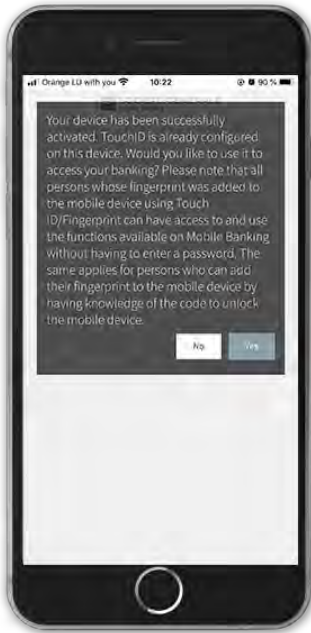 Orange LU with you 10:22 90 %
Your device has been successfully
activated. TouchID is already configured
on this device. Would you like to use it to
access your banking? Please note that all
persons whose fingerprint was added to
the mobile device using Touch
ID/Fingerprint can have access to and use
the functions available on Mobile Banking
without having to enter a password. The
same applies for persons who can add
their fingerprint to the mobile device by
having knowledge of the code to unlock
the mobile device.
No Yes